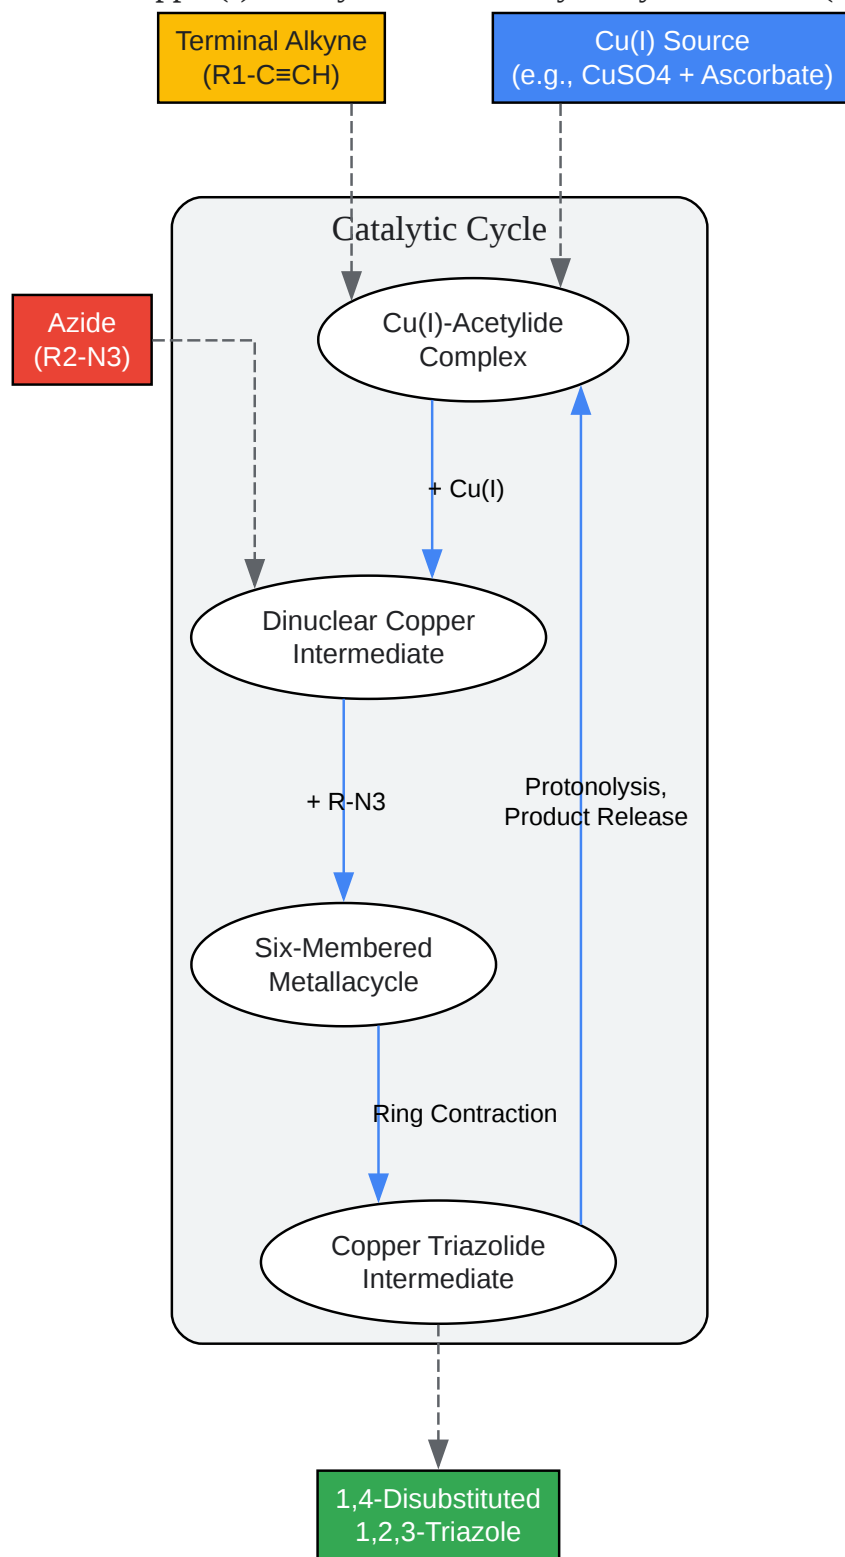 Terminal Alkyne
(R1-C≡CH)
Cu(I) Source
(e.g., CuSO4 + Ascorbate)
Catalytic Cycle
Azide
(R2-N3)
Cu(I)-Acetylide
Complex
+ Cu(I)
Dinuclear Copper
Intermediate
+ R-N3
Protonolysis,
Product Release
Six-Membered
Metallacycle
Ring Contraction
Copper Triazolide
Intermediate
1,4-Disubstituted
1,2,3-Triazole